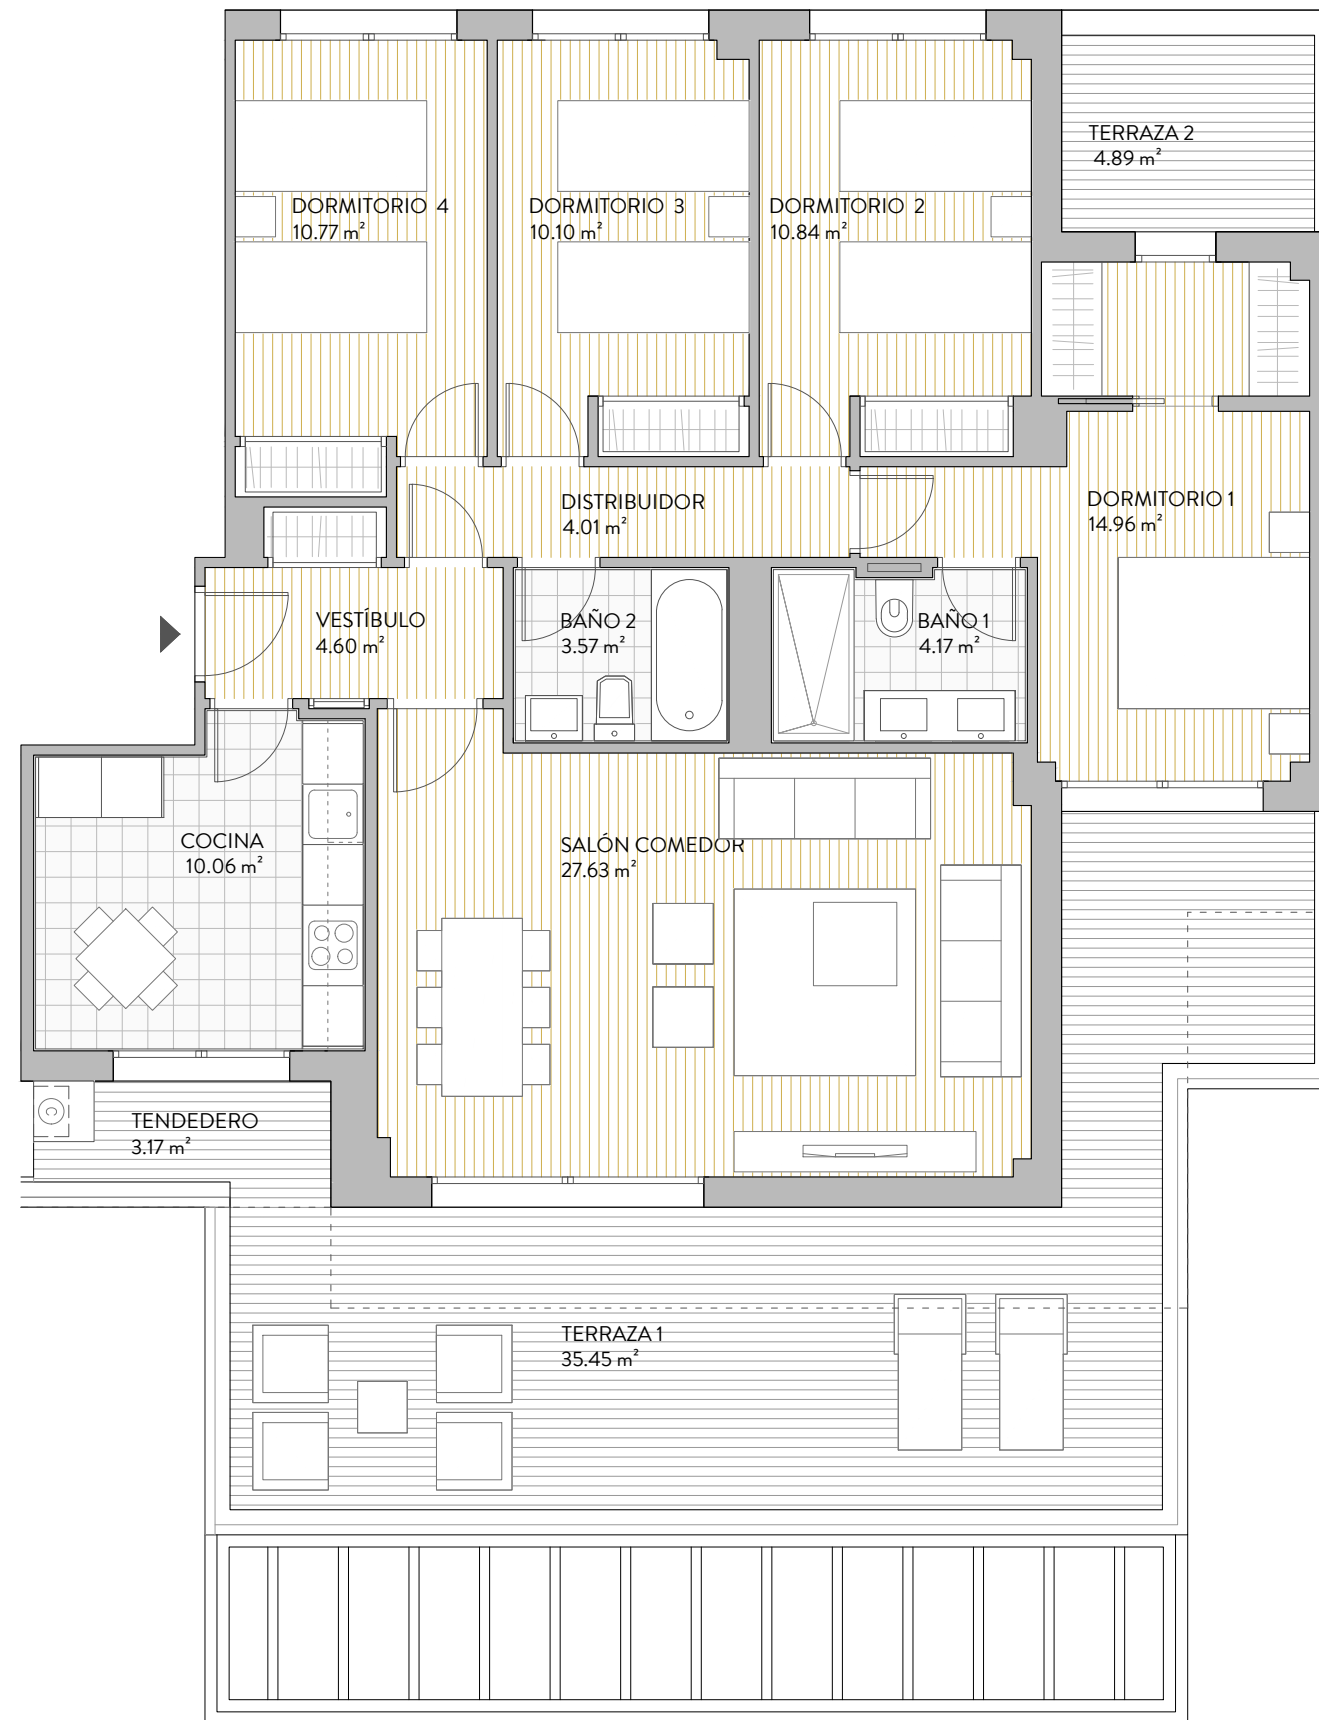 TERRAZA 2
4.89 m²
DORMITORIO 4
10.77 m²
DORMITORIO 3
10.10 m²
DORMITORIO 2
10.84 m²
DISTRIBUIDOR
4.01 m²
DORMITORIO 1
14.96 m²
VESTÍBULO
4.60 m²
BAÑO 2
3.57 m²
BAÑO 1
4.17 m²
COCINA
10.06 m²
SALÓN COMEDOR
27.63 m²
C
TENDEDERO
3.17 m²
TERRAZA 1
35.45 m²